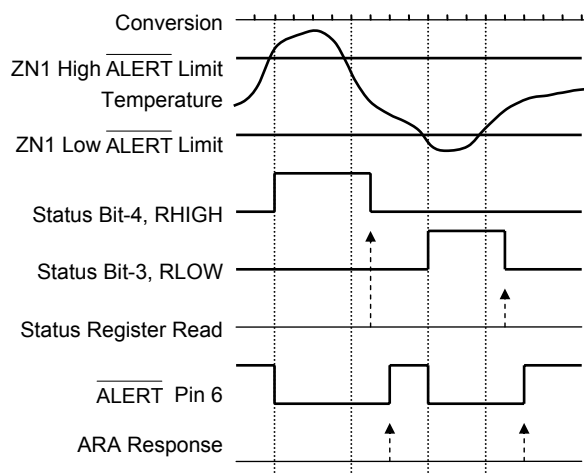 Conversion
ZN1 High ALERT Limit
Temperature
ZN1 Low ALERT Limit
Status Bit-4, RHIGH
Status Bit-3, RLOW
Status Register Read
ALERT Pin 6
ARA Response